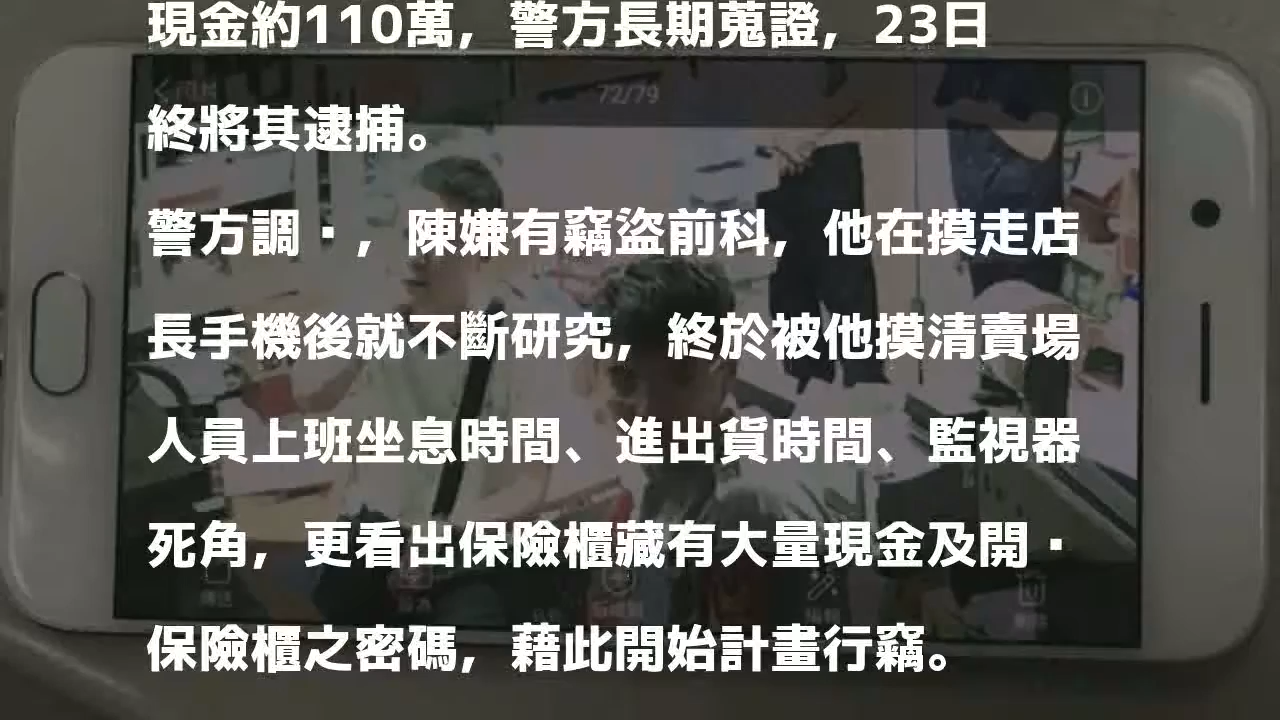 現金約110萬，警方長期蒐證，23日
72/79
終將其逮捕。
警方調▪，陳嫌有竊盜前科，他在摸走店
長手機後就不斷研究，終於被他摸清賣場
人員上班坐息時間、進出貨時間、監視器
死角，更看出保險櫃藏有大量現金及開▪
保險櫃之密碼，藉此開始計畫行竊。